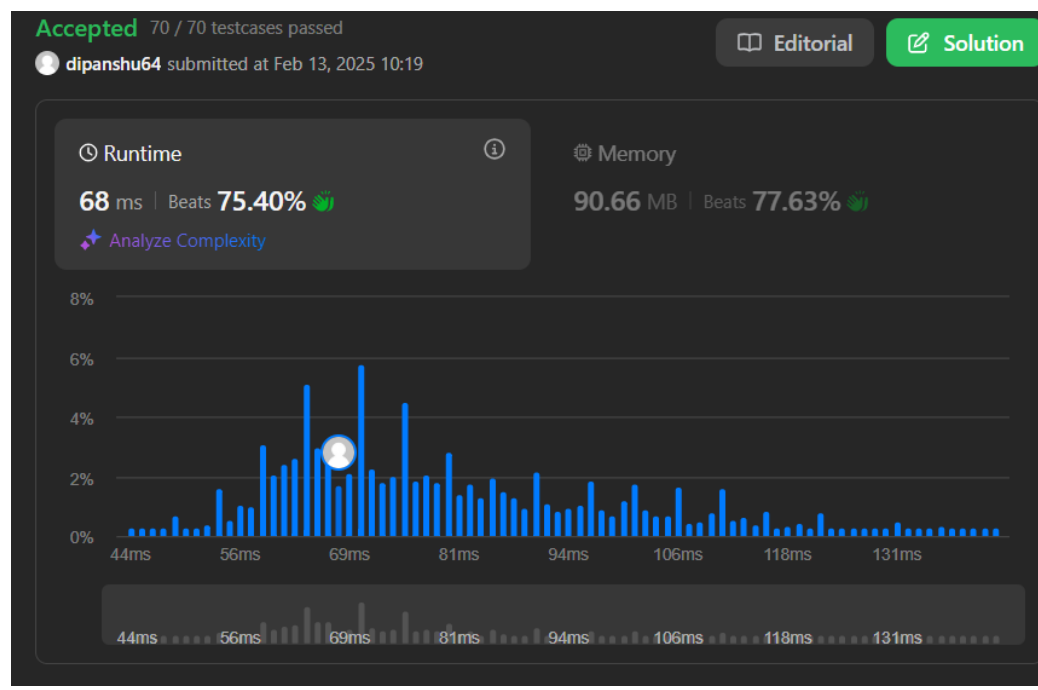 Accepted 70 / 70 testcases passed
Editorial
Solution
dipanshu64 submitted at Feb 13, 2025 10:19
Runtime
68 ms | Beats 75.40%
Analyze Complexity
Memory
90.66 MB | Beats 77.63%
8%
6%
4%
2%
0%
44ms 56ms 69ms 81ms 94ms 106ms 118ms 131ms
44ms 56ms 69ms 81ms 94ms 106ms 118ms 131ms